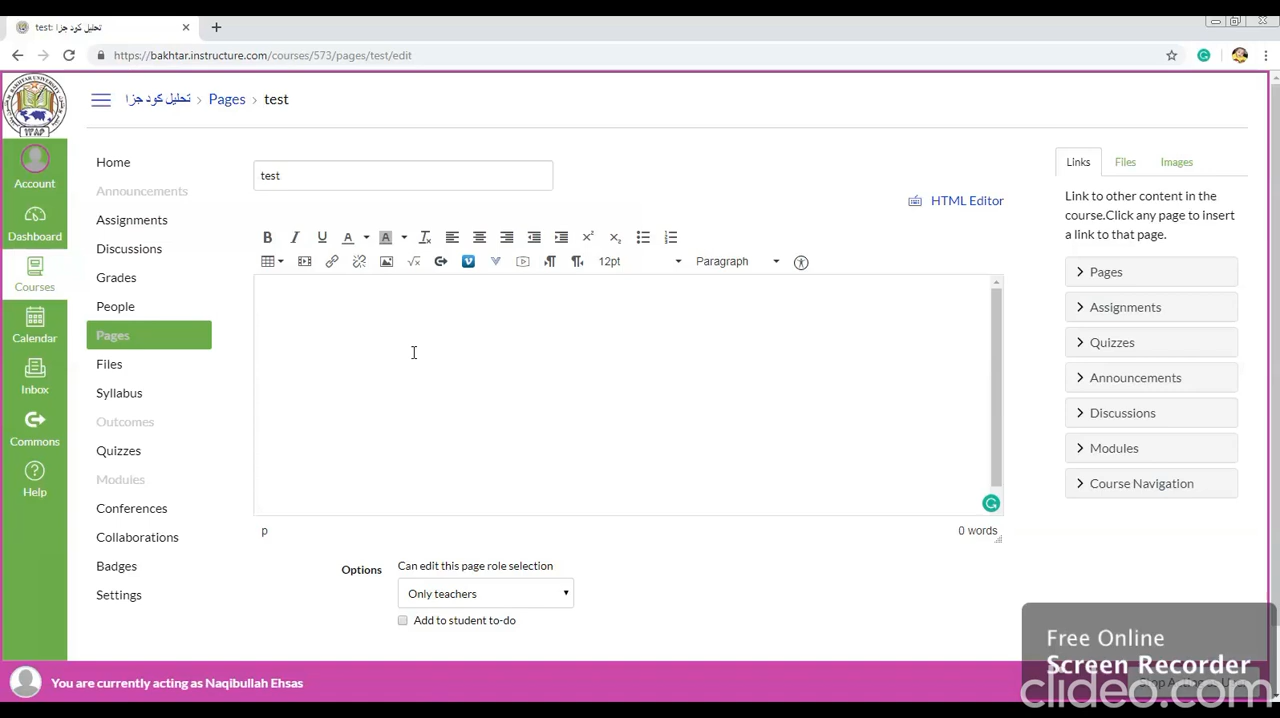 test: تحلیل کود جزا
https://bakhtar.instructure.com/courses/573/pages/test/edit
تحلیل کود جزا > Pages > test
Account
Dashboard
Courses
Calendar
Inbox
Commons
Help
Home
Announcements
Assignments
Discussions
Grades
People
Pages
Files
Syllabus
Outcomes
Quizzes
Modules
Conferences
Collaborations
Badges
Settings
test
HTML Editor
12pt
Paragraph
p
0 words
Options
Can edit this page role selection
Only teachers
Add to student to-do
Links
Files
Images
Link to other content in the
course.Click any page to insert
a link to that page.
Pages
Assignments
Quizzes
Announcements
Discussions
Modules
Course Navigation
You are currently acting as Naqibullah Ehsas
Free Online
Screen Recorder
clideo.com